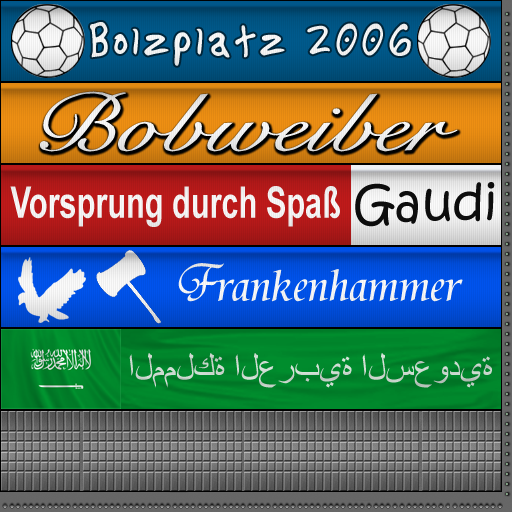 Bolzplatz 2006
Bobweiber
Vorsprung durch Spaß Gaudi
Frankenhammer
لا إله إلا الله محمد رسول الله
المملكة العربية السعودية